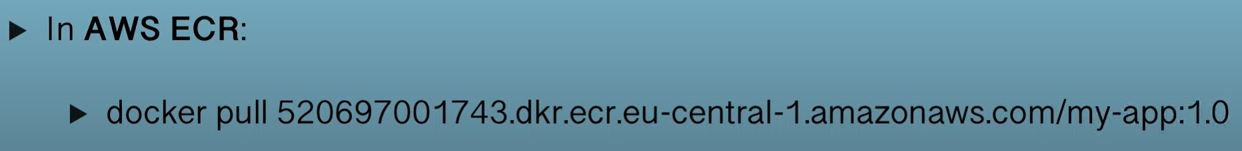 In AWS ECR:
docker pull 520697001743.dkr.ecr.eu-central-1.amazonaws.com/my-app:1.0